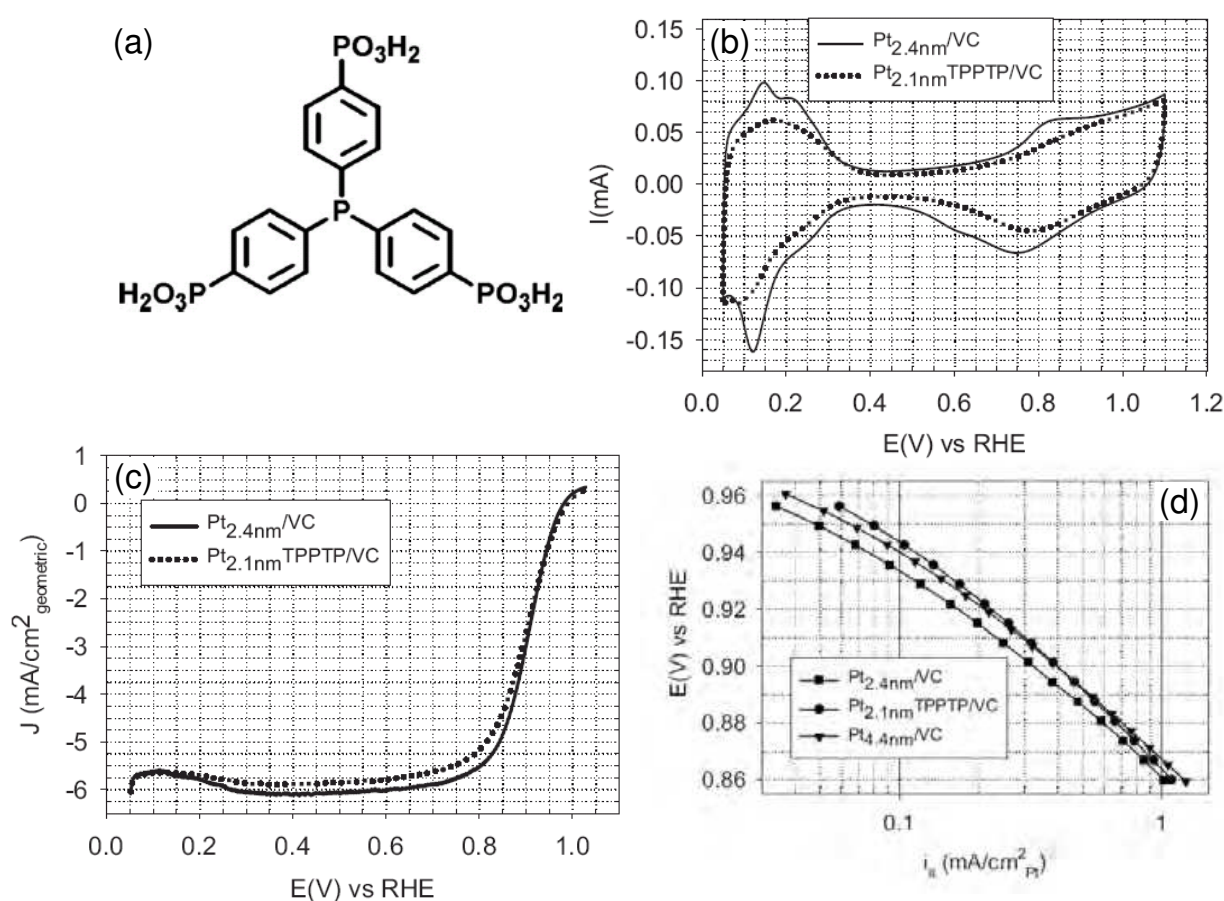 (a)
PO3H2
P
H2O3P
PO3H2
(b)
Pt2.4nm/VC
Pt2.1nmTPPTP/VC
I(mA)
0.15
0.10
0.05
0.00
-0.05
-0.10
-0.15
0.0 0.2 0.4 0.6 0.8 1.0 1.2
E(V) vs RHE
(c)
Pt2.4nm/VC
Pt2.1nmTPPTP/VC
J (mA/cm2geometric)
1
0
-1
-2
-3
-4
-5
-6
0.0 0.2 0.4 0.6 0.8 1.0
E(V) vs RHE
(d)
E(V) vs RHE
0.96
0.94
0.92
0.90
0.88
0.86
Pt2.4nm/VC
Pt2.1nmTPPTP/VC
Pt4.4nm/VC
0.1 1
(mA/cm2Pt)